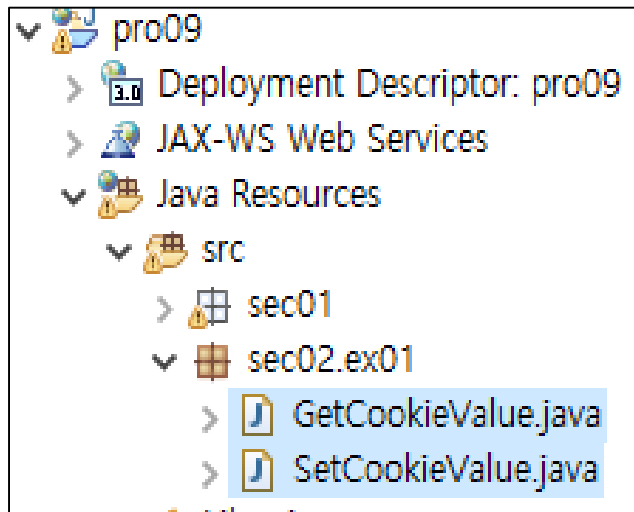 pro09
3.0 Deployment Descriptor: pro09
JAX-WS Web Services
Java Resources
src
sec01
sec02.ex01
J GetCookieValue.java
J SetCookieValue.java